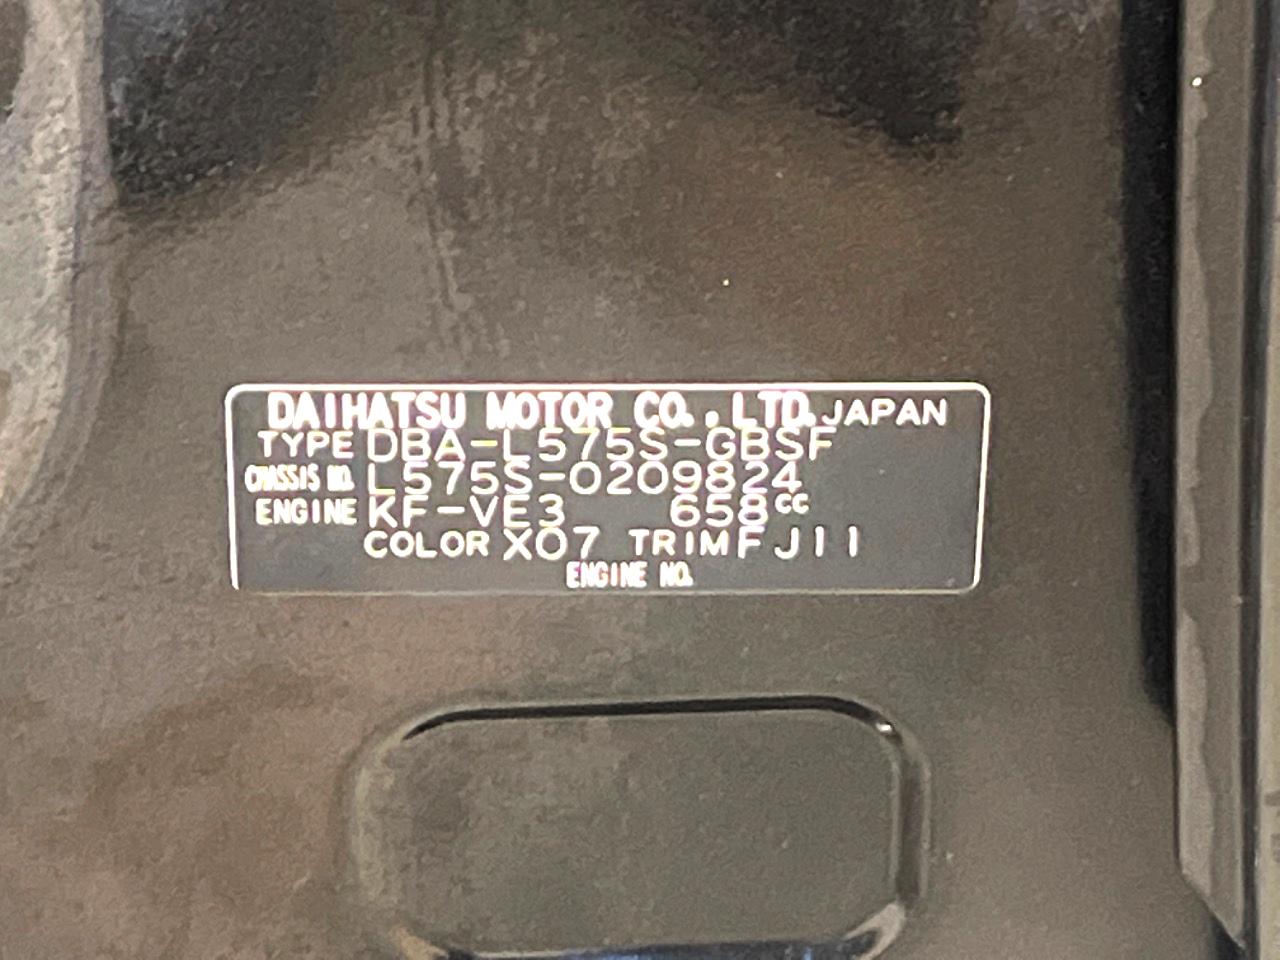 DAIHATSU MOTOR CO., LTD. JAPAN
TYPE DBA-L575S-GBSF
CHASSIS NO. L575S-0209824
ENGINE KF-VE3 658cc
COLOR X07 TRIM FJ11
ENGINE NO.